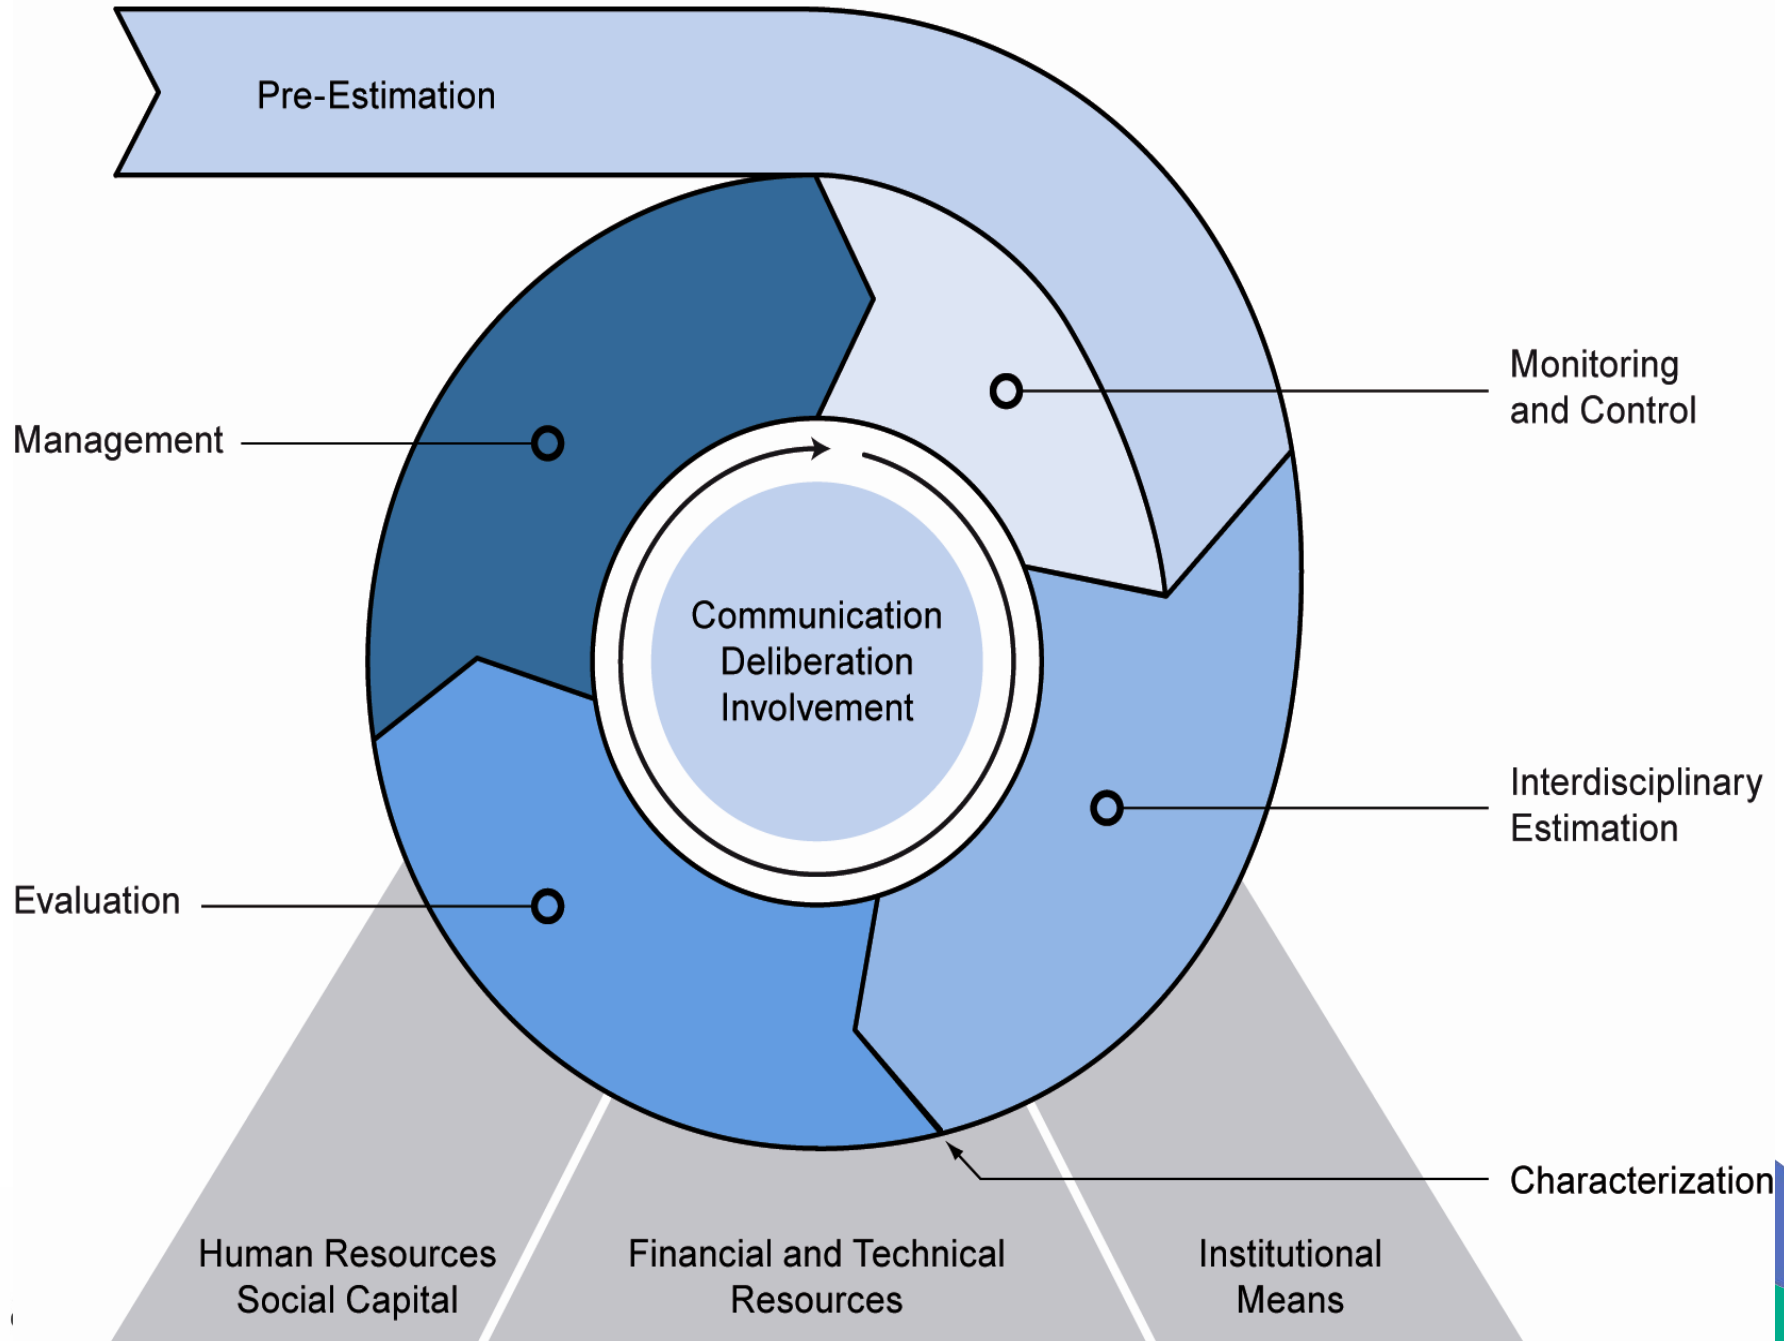 Pre-Estimation
Monitoring
and Control
Management
Communication
Deliberation
Involvement
Interdisciplinary
Estimation
Evaluation
Characterization
Human Resources
Social Capital
Financial and Technical
Resources
Institutional
Means